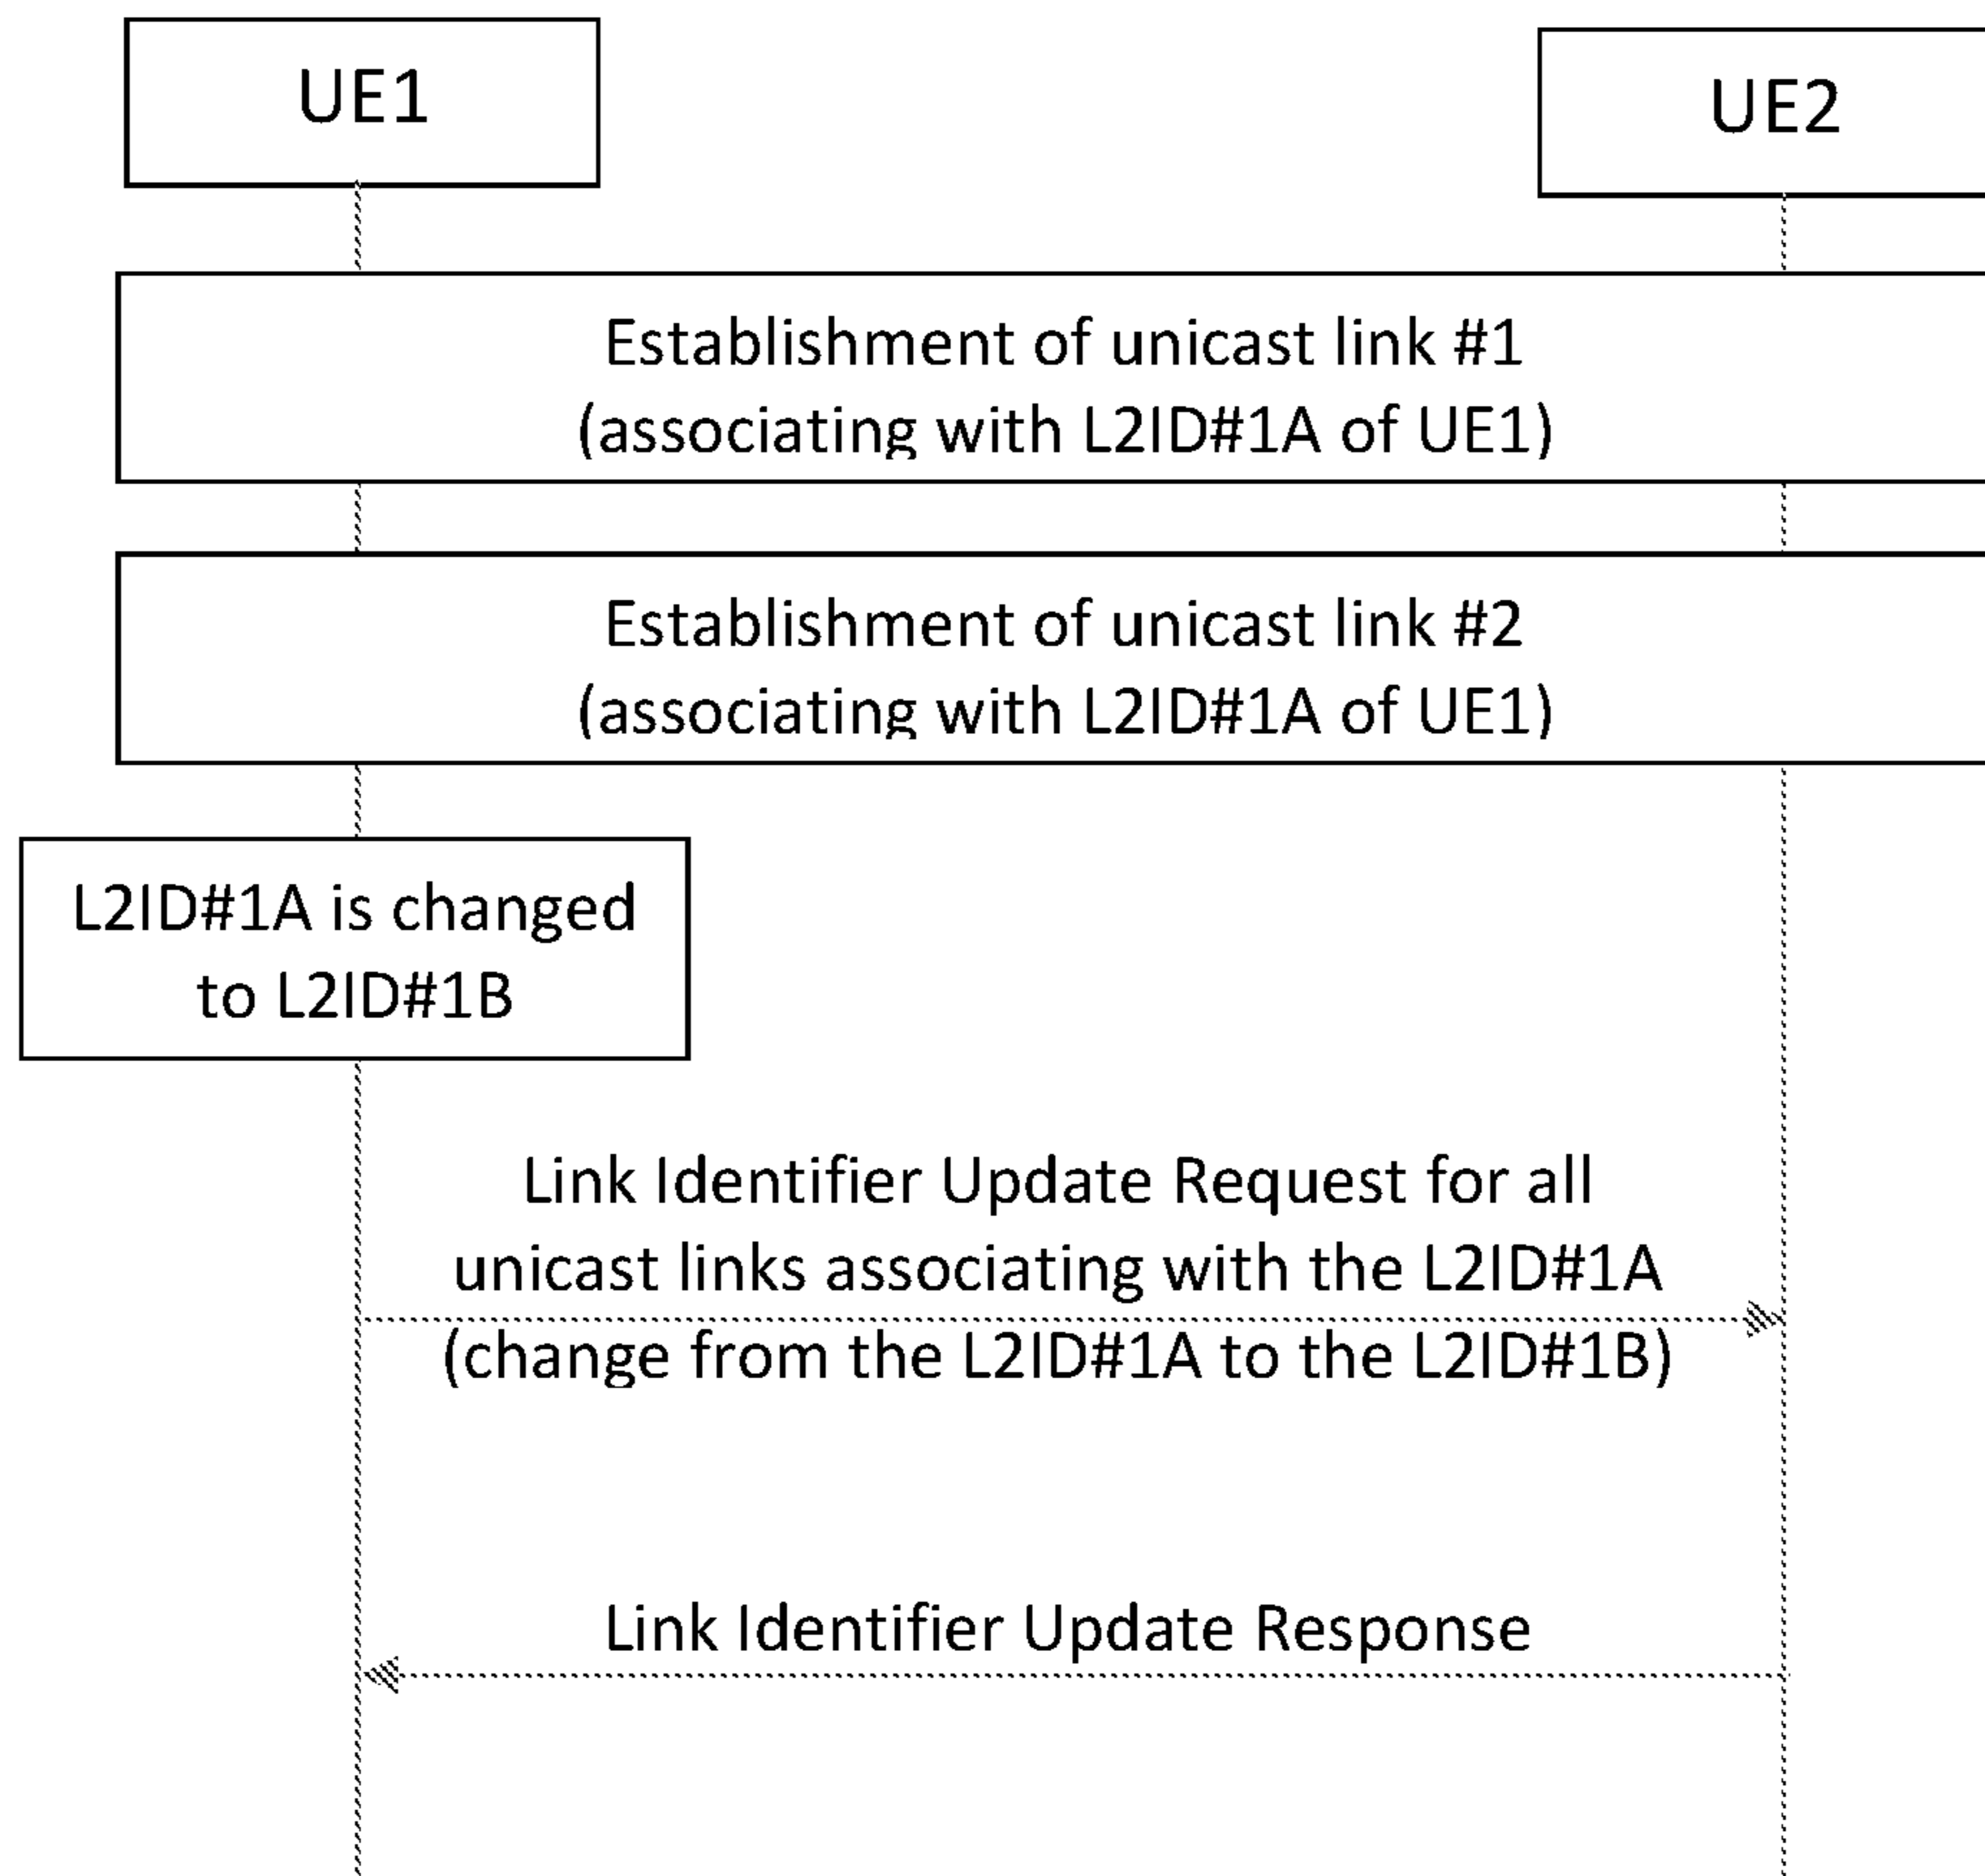 UE1
UE2
Establishment of unicast link #1
(associating with L2ID#1A of UE1)
Establishment of unicast link #2
(associating with L2ID#1A of UE1)
L2ID#1A is changed
to L2ID#1B
Link Identifier Update Request for all
unicast links associating with the L2ID#1A
(change from the L2ID#1A to the L2ID#1B)
Link Identifier Update Response